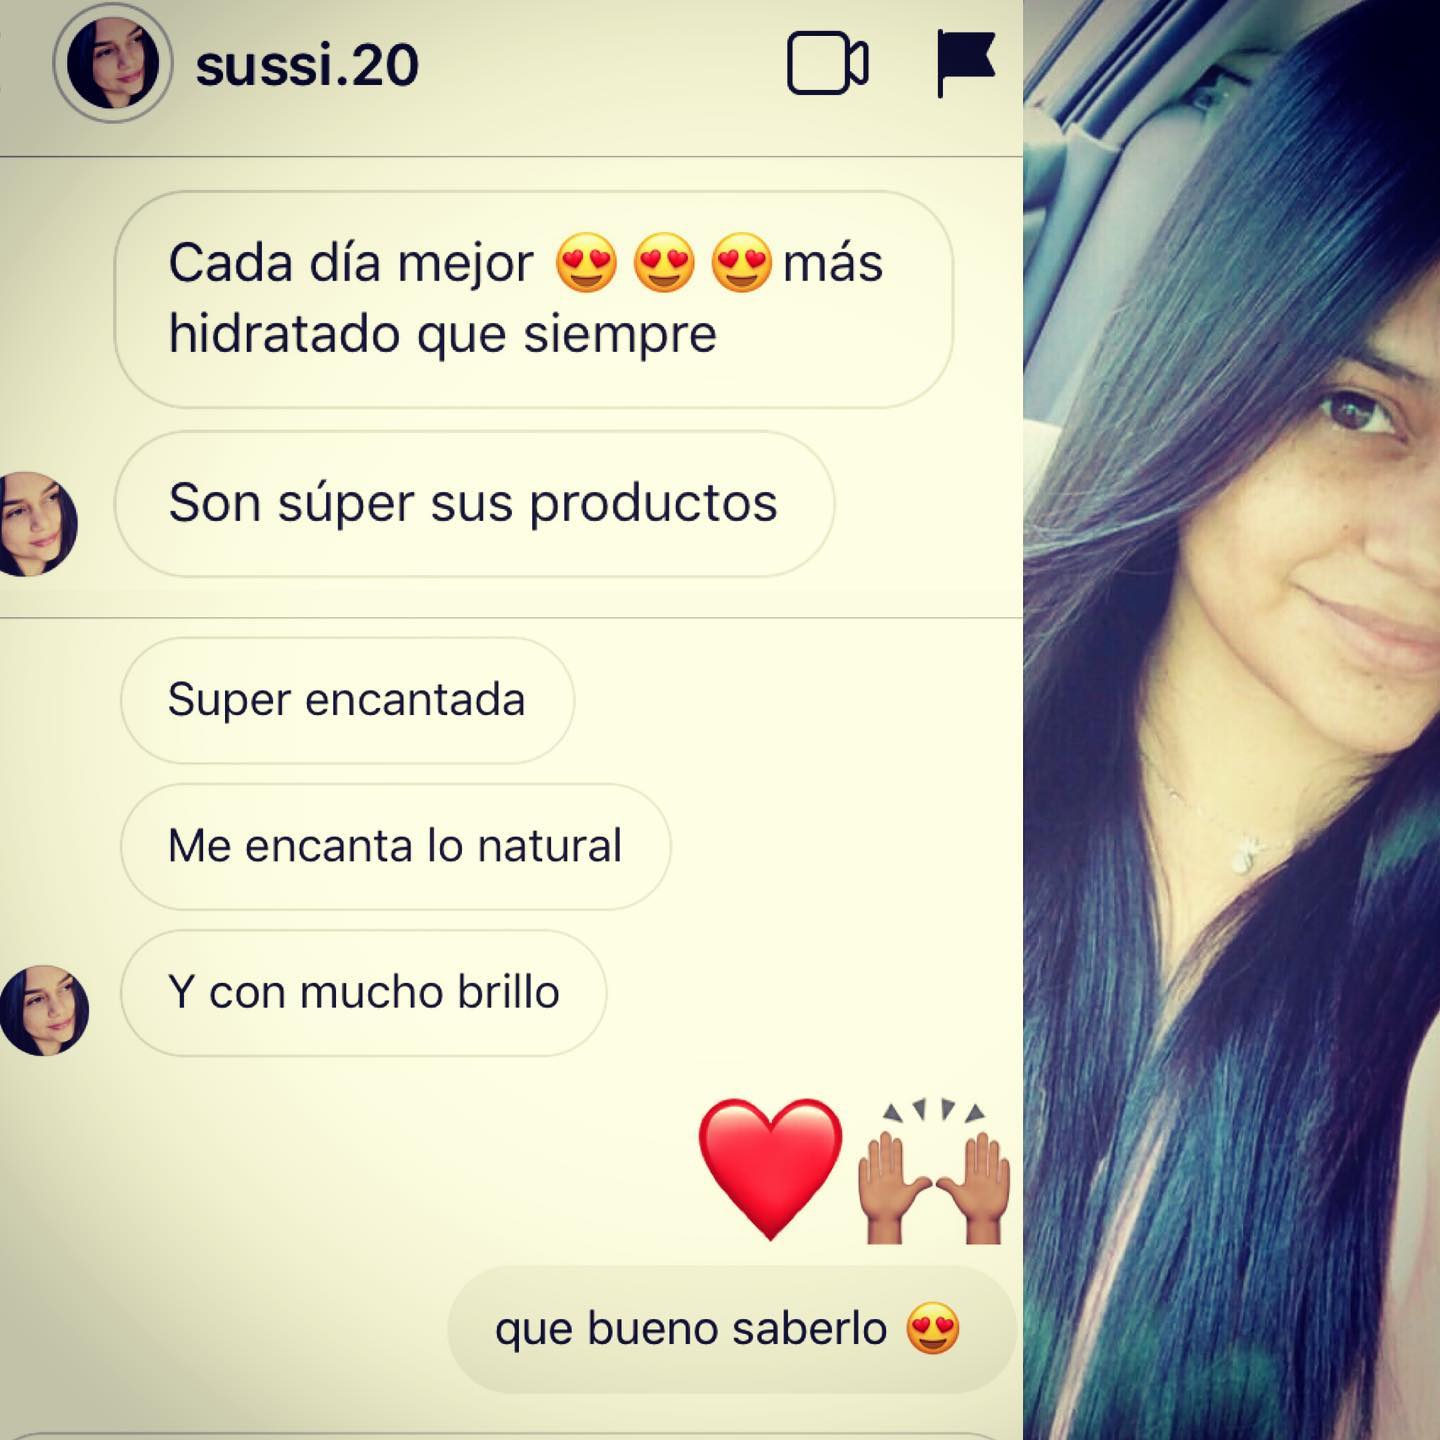 sussi.20
Cada día mejor 😍😍😍más
hidratado que siempre
Son súper sus productos
Super encantada
Me encanta lo natural
Y con mucho brillo
❤️🙌🏽
que bueno saberlo 😍